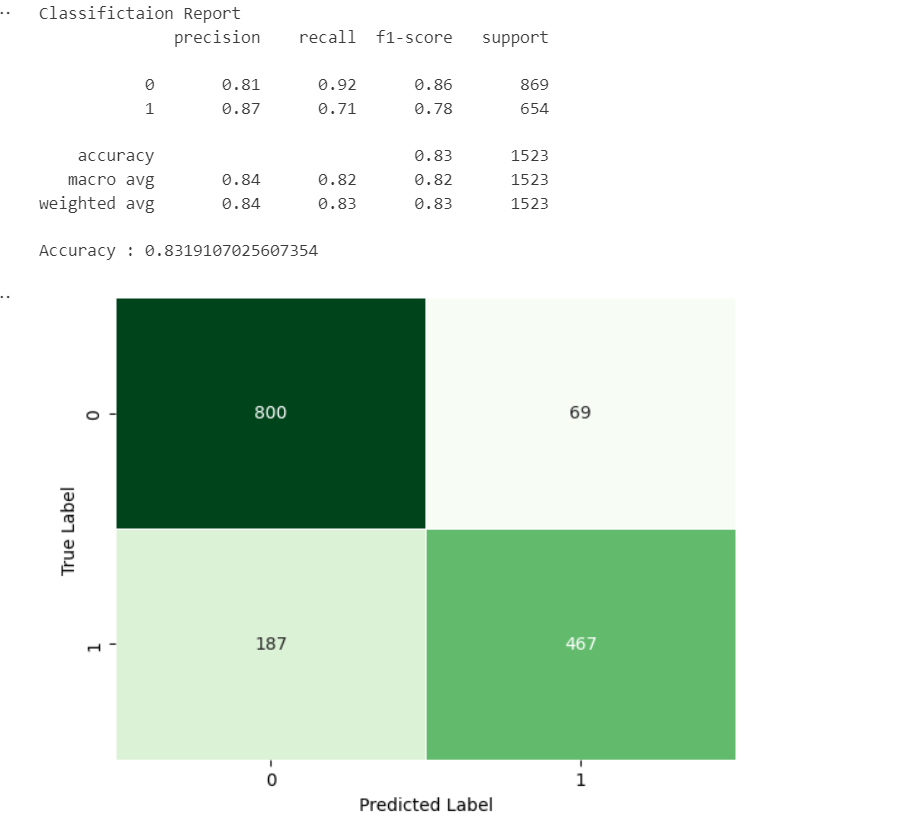 Classifictaion Report
precision recall f1-score support
0 0.81 0.92 0.86 869
1 0.87 0.71 0.78 654
accuracy 0.83 1523
macro avg 0.84 0.82 0.82 1523
weighted avg 0.84 0.83 0.83 1523
Accuracy : 0.8319107025607354
800 69
0
True Label
187 467
1
0 1
Predicted Label